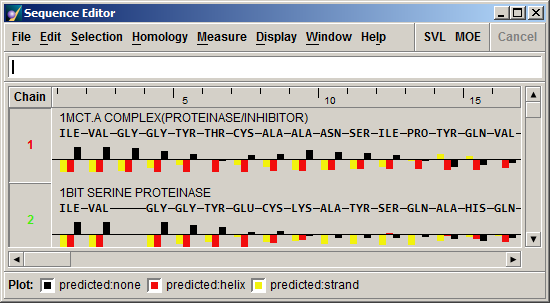 Sequence Editor
File Edit Selection Homology Measure Display Window Help SVL MOE Cancel
Chain 5 10 15
1MCT.A COMPLEX(PROTEINASE/INHIBITOR)
1 ILE-VAL-GLY-GLY-TYR-THR-CYS-ALA-ALA-ASN-SER-ILE-PRO-TYR-GLN-VAL-
1BIT SERINE PROTEINASE
2 ILE-VAL———GLY-GLY-TYR-GLU-CYS-LYS-ALA-TYR-SER-GLN-ALA-HIS-GLN-
Plot: predicted:none predicted:helix predicted:strand